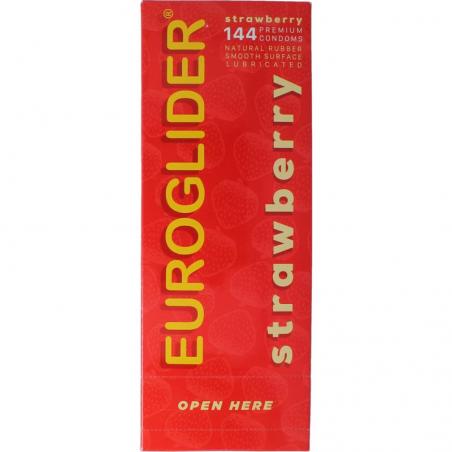 strawberry
144 PREMIUM CONDOMS
NATURAL RUBBER
SMOOTH SURFACE
LUBRICATED
EUROGLIDER®
strawberry
OPEN HERE